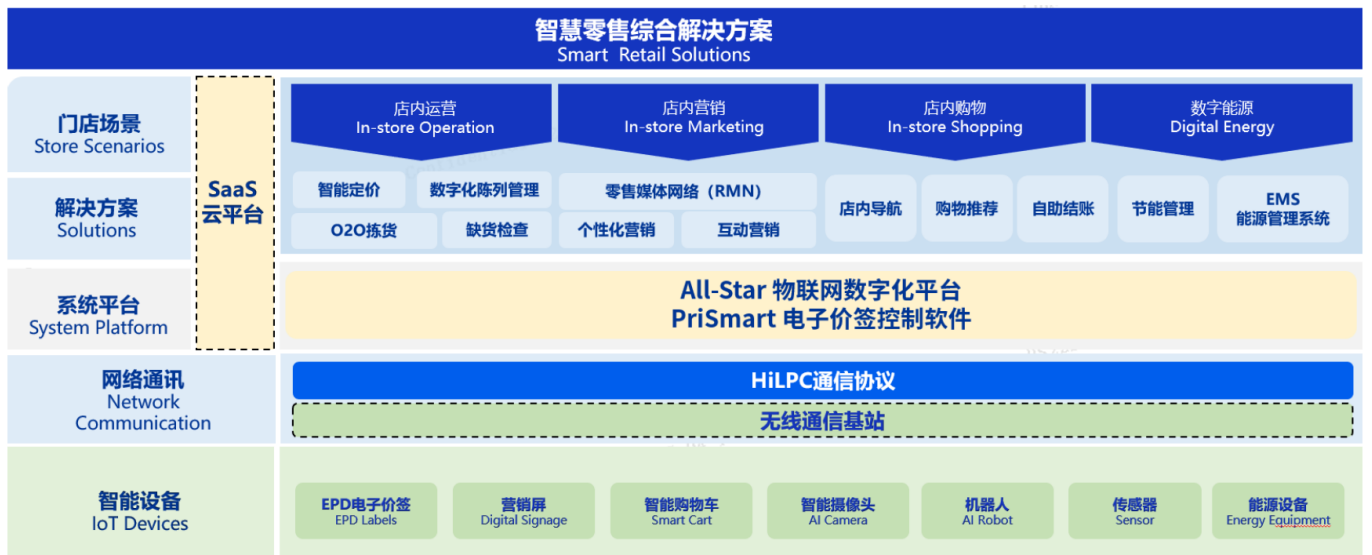 智慧零售综合解决方案
Smart Retail Solutions
门店场景
Store Scenarios
解决方案
Solutions
系统平台
System Platform
网络通讯
Network
Communication
智能设备
IoT Devices
SaaS
云平台
店内运营
In-store Operation
店内营销
In-store Marketing
店内购物
In-store Shopping
数字能源
Digital Energy
智能定价
数字化陈列管理
O2O拣货
缺货检查
零售媒体网络（RMN）
个性化营销
互动营销
店内导航
购物推荐
自助结账
节能管理
EMS
能源管理系统
All-Star 物联网数字化平台
PriSmart 电子价签控制软件
HiLPC通信协议
无线通信基站
EPD电子价签
EPD Labels
营销屏
Digital Signage
智能购物车
Smart Cart
智能摄像头
AI Camera
机器人
AI Robot
传感器
Sensor
能源设备
Energy Equipment